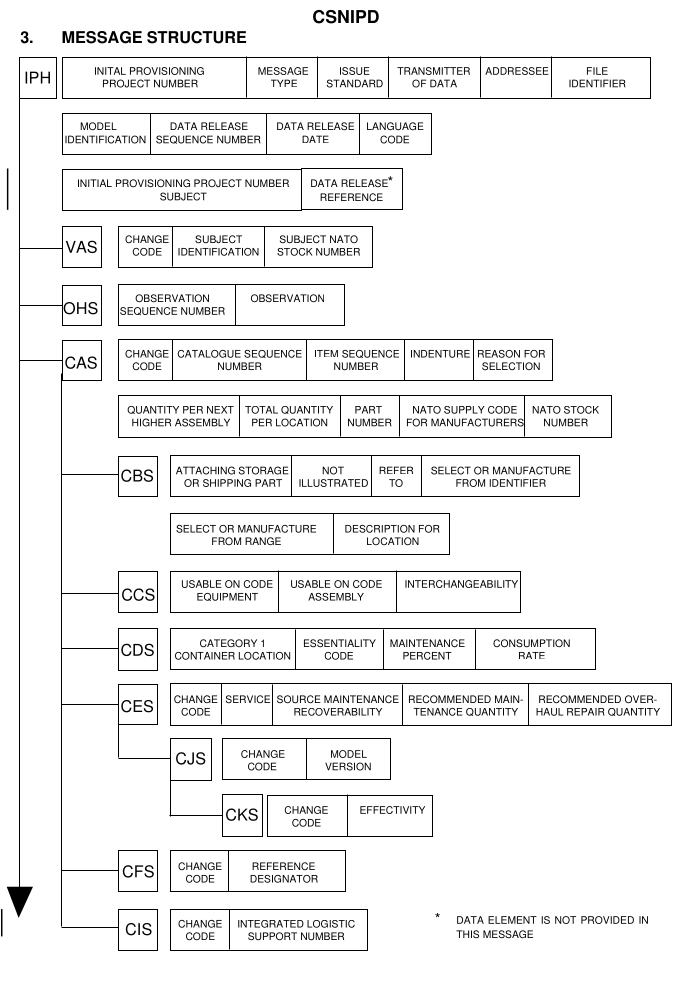 CSNIPD
3. MESSAGE STRUCTURE
IPH
INITAL PROVISIONING
PROJECT NUMBER
MESSAGE
TYPE
ISSUE
STANDARD
TRANSMITTER
OF DATA
ADDRESSEE
FILE
IDENTIFIER
MODEL
IDENTIFICATION
DATA RELEASE
SEQUENCE NUMBER
DATA RELEASE
DATE
LANGUAGE
CODE
INITIAL PROVISIONING PROJECT NUMBER
SUBJECT
DATA RELEASE*
REFERENCE
VAS
CHANGE
CODE
SUBJECT
IDENTIFICATION
SUBJECT NATO
STOCK NUMBER
OHS
OBSERVATION
SEQUENCE NUMBER
OBSERVATION
CAS
CHANGE
CODE
CATALOGUE SEQUENCE
NUMBER
ITEM SEQUENCE
NUMBER
INDENTURE
REASON FOR
SELECTION
QUANTITY PER NEXT
HIGHER ASSEMBLY
TOTAL QUANTITY
PER LOCATION
PART
NUMBER
NATO SUPPLY CODE
FOR MANUFACTURERS
NATO STOCK
NUMBER
CBS
ATTACHING STORAGE
OR SHIPPING PART
NOT
ILLUSTRATED
REFER
TO
SELECT OR MANUFACTURE
FROM IDENTIFIER
SELECT OR MANUFACTURE
FROM RANGE
DESCRIPTION FOR
LOCATION
CCS
USABLE ON CODE
EQUIPMENT
USABLE ON CODE
ASSEMBLY
INTERCHANGEABILITY
CDS
CATEGORY 1
CONTAINER LOCATION
ESSENTIALITY
CODE
MAINTENANCE
PERCENT
CONSUMPTION
RATE
CES
CHANGE
CODE
SERVICE
SOURCE MAINTENANCE
RECOVERABILITY
RECOMMENDED MAIN-
TENANCE QUANTITY
RECOMMENDED OVER-
HAUL REPAIR QUANTITY
CJS
CHANGE
CODE
MODEL
VERSION
CKS
CHANGE
CODE
EFFECTIVITY
CFS
CHANGE
CODE
REFERENCE
DESIGNATOR
CIS
CHANGE
CODE
INTEGRATED LOGISTIC
SUPPORT NUMBER
* DATA ELEMENT IS NOT PROVIDED IN
THIS MESSAGE